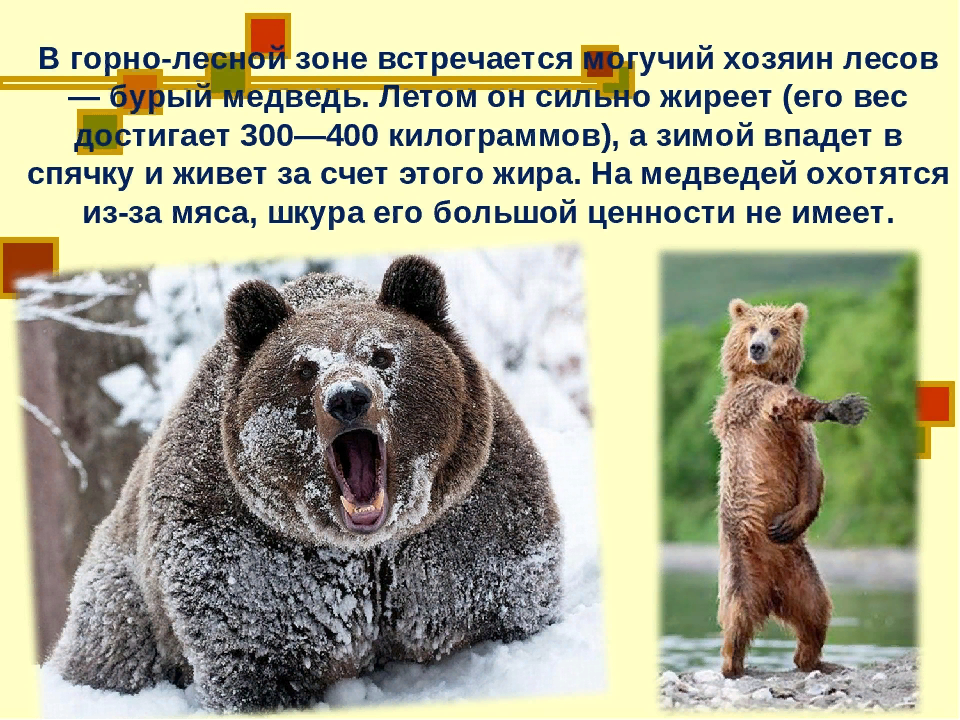 В горно-лесной зоне встречается могучий хозяин лесов
— бурый медведь. Летом он сильно жиреет (его вес
достигает 300—400 килограммов), а зимой впадет в
спячку и живет за счет этого жира. На медведей охотятся
из-за мяса, шкура его большой ценности не имеет.